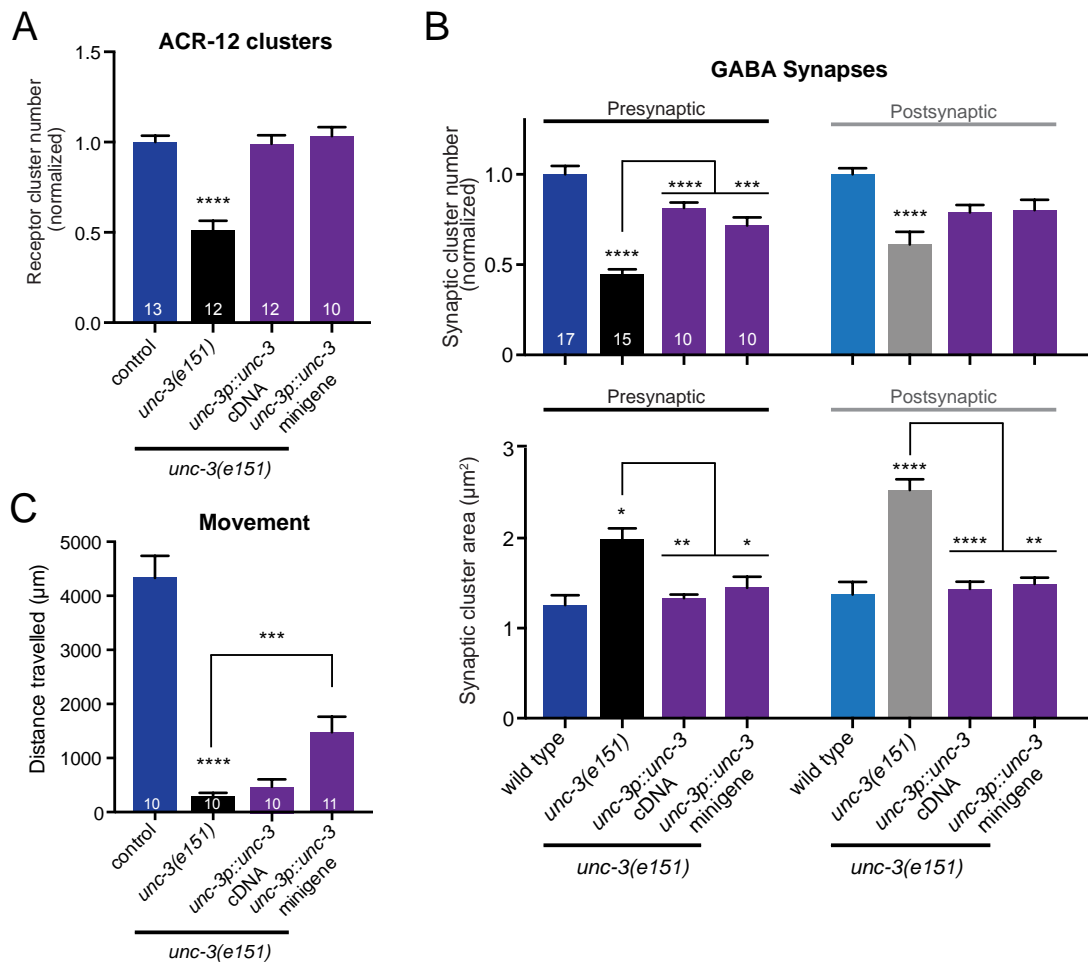 A
ACR-12 clusters
Receptor cluster number
(normalized)
1.5
1.0
0.5
0.0
****
13
12
12
10
control
unc-3(e151)
unc-3p::unc-3
cDNA
unc-3p::unc-3
minigene
unc-3(e151)
B
GABA Synapses
Presynaptic
Postsynaptic
Synaptic cluster number
(normalized)
1.0
0.5
0
****
****
***
****
17
15
10
10
Presynaptic
Postsynaptic
Synaptic cluster area (µm²)
3
2
1
0
*
**
*
****
****
**
wild type
unc-3(e151)
unc-3p::unc-3
cDNA
unc-3p::unc-3
minigene
unc-3(e151)
wild type
unc-3(e151)
unc-3p::unc-3
cDNA
unc-3p::unc-3
minigene
unc-3(e151)
C
Movement
Distance travelled (µm)
5000
4000
3000
2000
1000
0
***
****
10
10
10
11
control
unc-3(e151)
unc-3p::unc-3
cDNA
unc-3p::unc-3
minigene
unc-3(e151)